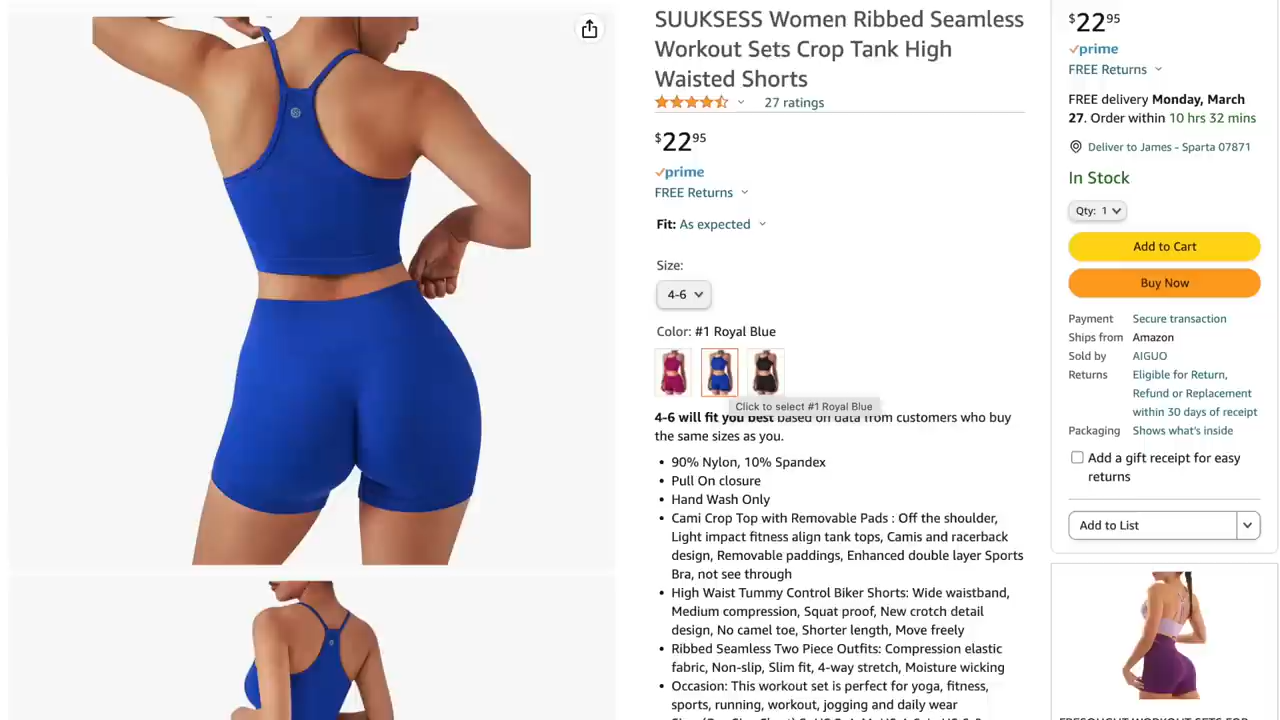 SUUKSESS Women Ribbed Seamless
Workout Sets Crop Tank High
Waisted Shorts
27 ratings
$22 95
prime
FREE Returns
Fit: As expected
Size:
4-6
Color: #1 Royal Blue
Click to select #1 Royal Blue
4-6 will fit you best based on data from customers who buy
the same sizes as you.
• 90% Nylon, 10% Spandex
• Pull On closure
• Hand Wash Only
• Cami Crop Top with Removable Pads : Off the shoulder,
Light impact fitness align tank tops, Camis and racerback
design, Removable paddings, Enhanced double layer Sports
Bra, not see through
• High Waist Tummy Control Biker Shorts: Wide waistband,
Medium compression, Squat proof, New crotch detail
design, No camel toe, Shorter length, Move freely
• Ribbed Seamless Two Piece Outfits: Compression elastic
fabric, Non-slip, Slim fit, 4-way stretch, Moisture wicking
• Occasion: This workout set is perfect for yoga, fitness,
sports, running, workout, jogging and daily wear
$22 95
prime
FREE Returns
FREE delivery Monday, March
27. Order within 10 hrs 32 mins
Deliver to James - Sparta 07871
In Stock
Qty: 1
Add to Cart
Buy Now
Payment Secure transaction
Ships from Amazon
Sold by AIGUO
Returns Eligible for Return,
Refund or Replacement
within 30 days of receipt
Packaging Shows what's inside
Add a gift receipt for easy
returns
Add to List